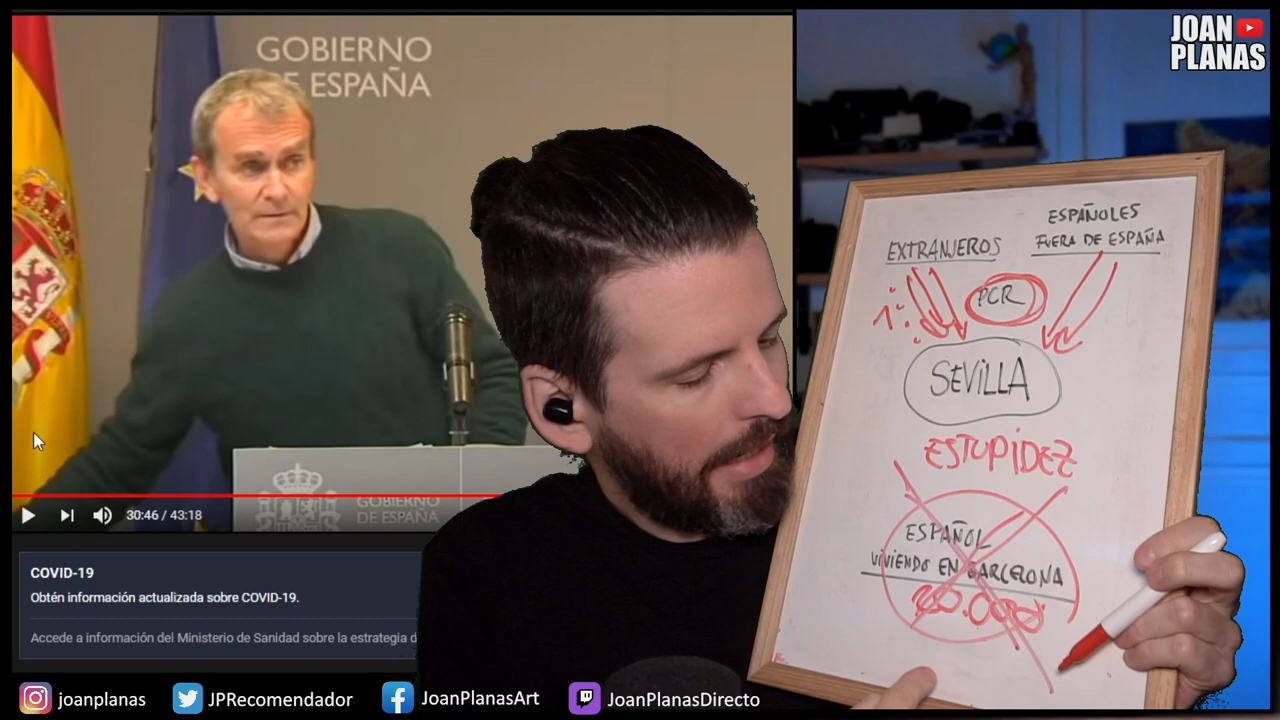 GOBIERNO
DE ESPAÑA
JOAN
PLANAS
ESPAÑOLES
FUERA DE ESPAÑA
EXTRANJEROS
PCR
1º
SEVILLA
ESTUPIDEZ
ESPAÑOL
VIVIENDO EN BARCELONA
30:46 / 43:18
GOBIERNO
DE ESPAÑA
COVID-19
Obtén información actualizada sobre COVID-19.
Accede a información del Ministerio de Sanidad sobre la estrategia d
joanplanas
JPRecomendador
JoanPlanasArt
JoanPlanasDirecto